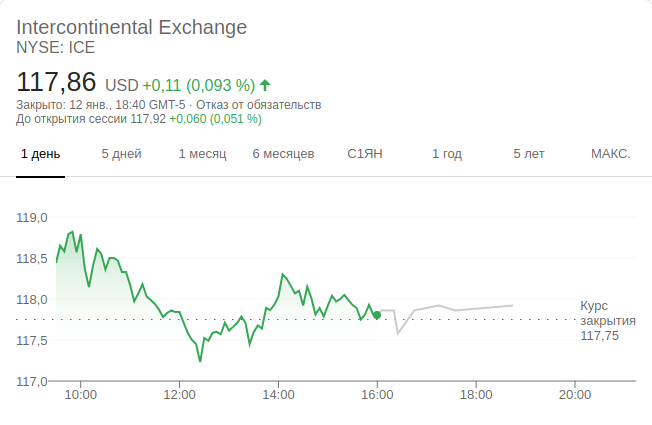 Intercontinental Exchange
NYSE: ICE
117,86 USD +0,11 (0,093 %)
Закрыто: 12 янв., 18:40 GMT-5 · Отказ от обязательств
До открытия сессии 117,92 +0,060 (0,051 %)
1 день 5 дней 1 месяц 6 месяцев С1ЯН 1 год 5 лет МАКС.
119,0
118,5
118,0
Курс
закрытия
117,75
117,5
117,0
10:00 12:00 14:00 16:00 18:00 20:00